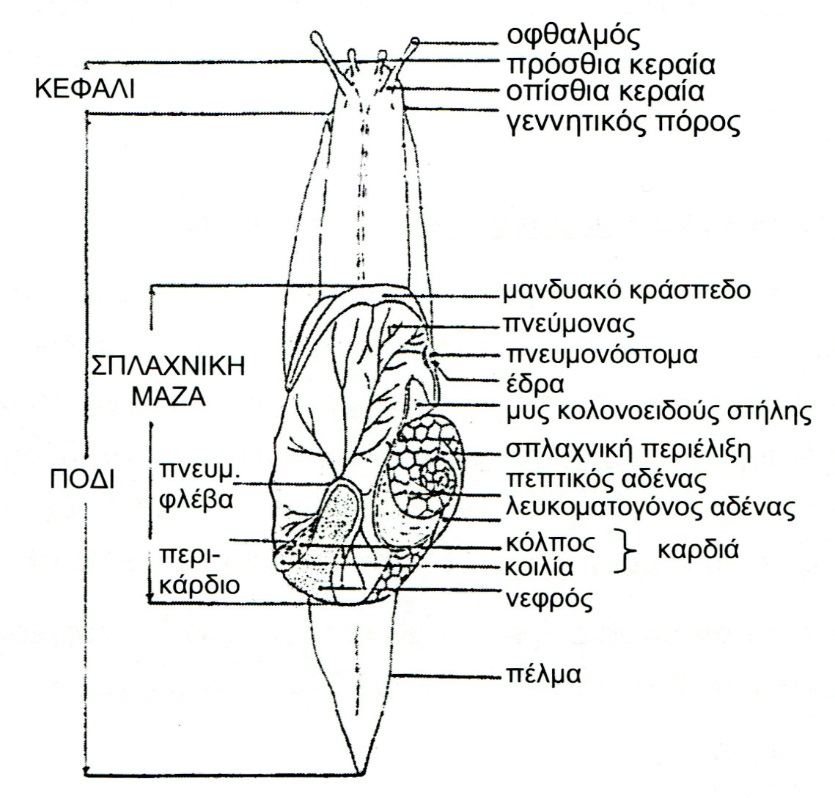 οφθαλμός
πρόσθια κεραία
οπίσθια κεραία
γεννητικός πόρος
ΚΕΦΑΛΙ
μανδυακό κράσπεδο
πνεύμονας
πνευμονόστομα
έδρα
μυς κολονοειδούς στήλης
σπλαχνική περιέλιξη
πεπτικός αδένας
λευκοματογόνος αδένας
κόλπος
κοιλία
καρδιά
νεφρός
πέλμα
ΣΠΛΑΧΝΙΚΗ
ΜΑΖΑ
ΠΟΔΙ
πνευμ.
φλέβα
περι-
κάρδιο